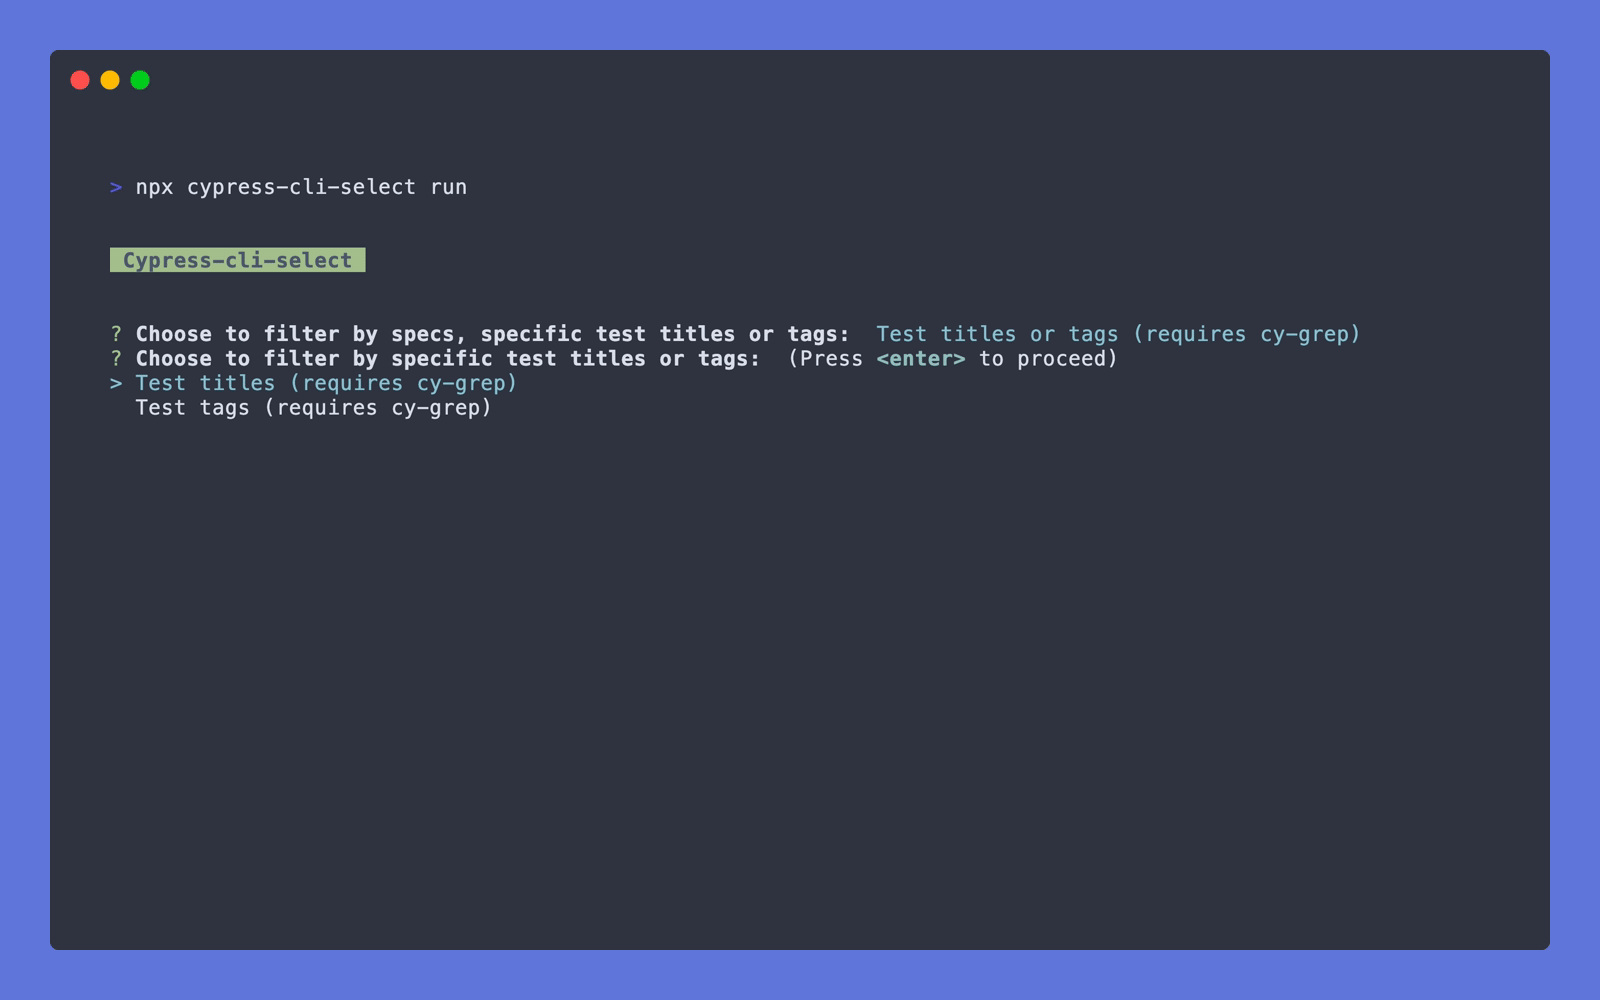 > npx cypress-cli-select run
Cypress-cli-select
? Choose to filter by specs, specific test titles or tags:  Test titles or tags (requires cy-grep)
? Choose to filter by specific test titles or tags:  (Press <enter> to proceed)
> Test titles (requires cy-grep)
  Test tags (requires cy-grep)